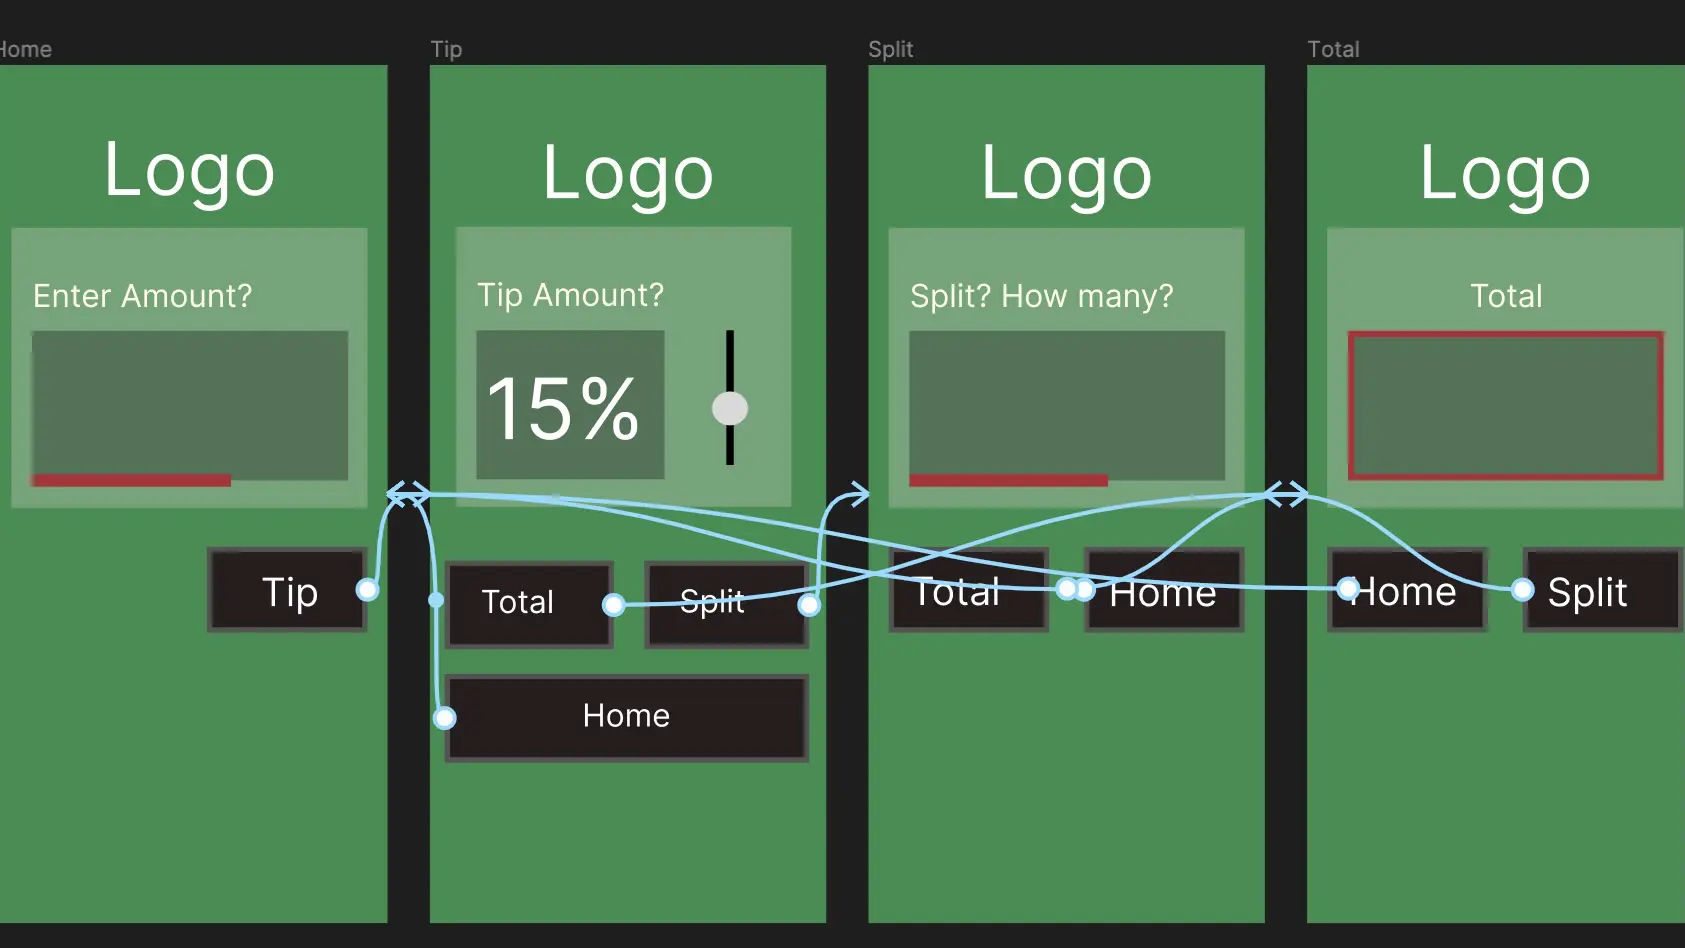 Home
Tip
Split
Total
Logo
Enter Amount?
Tip
Logo
Tip Amount?
15%
Total
Split
Home
Logo
Split? How many?
Total
Home
Logo
Total
Home
Split